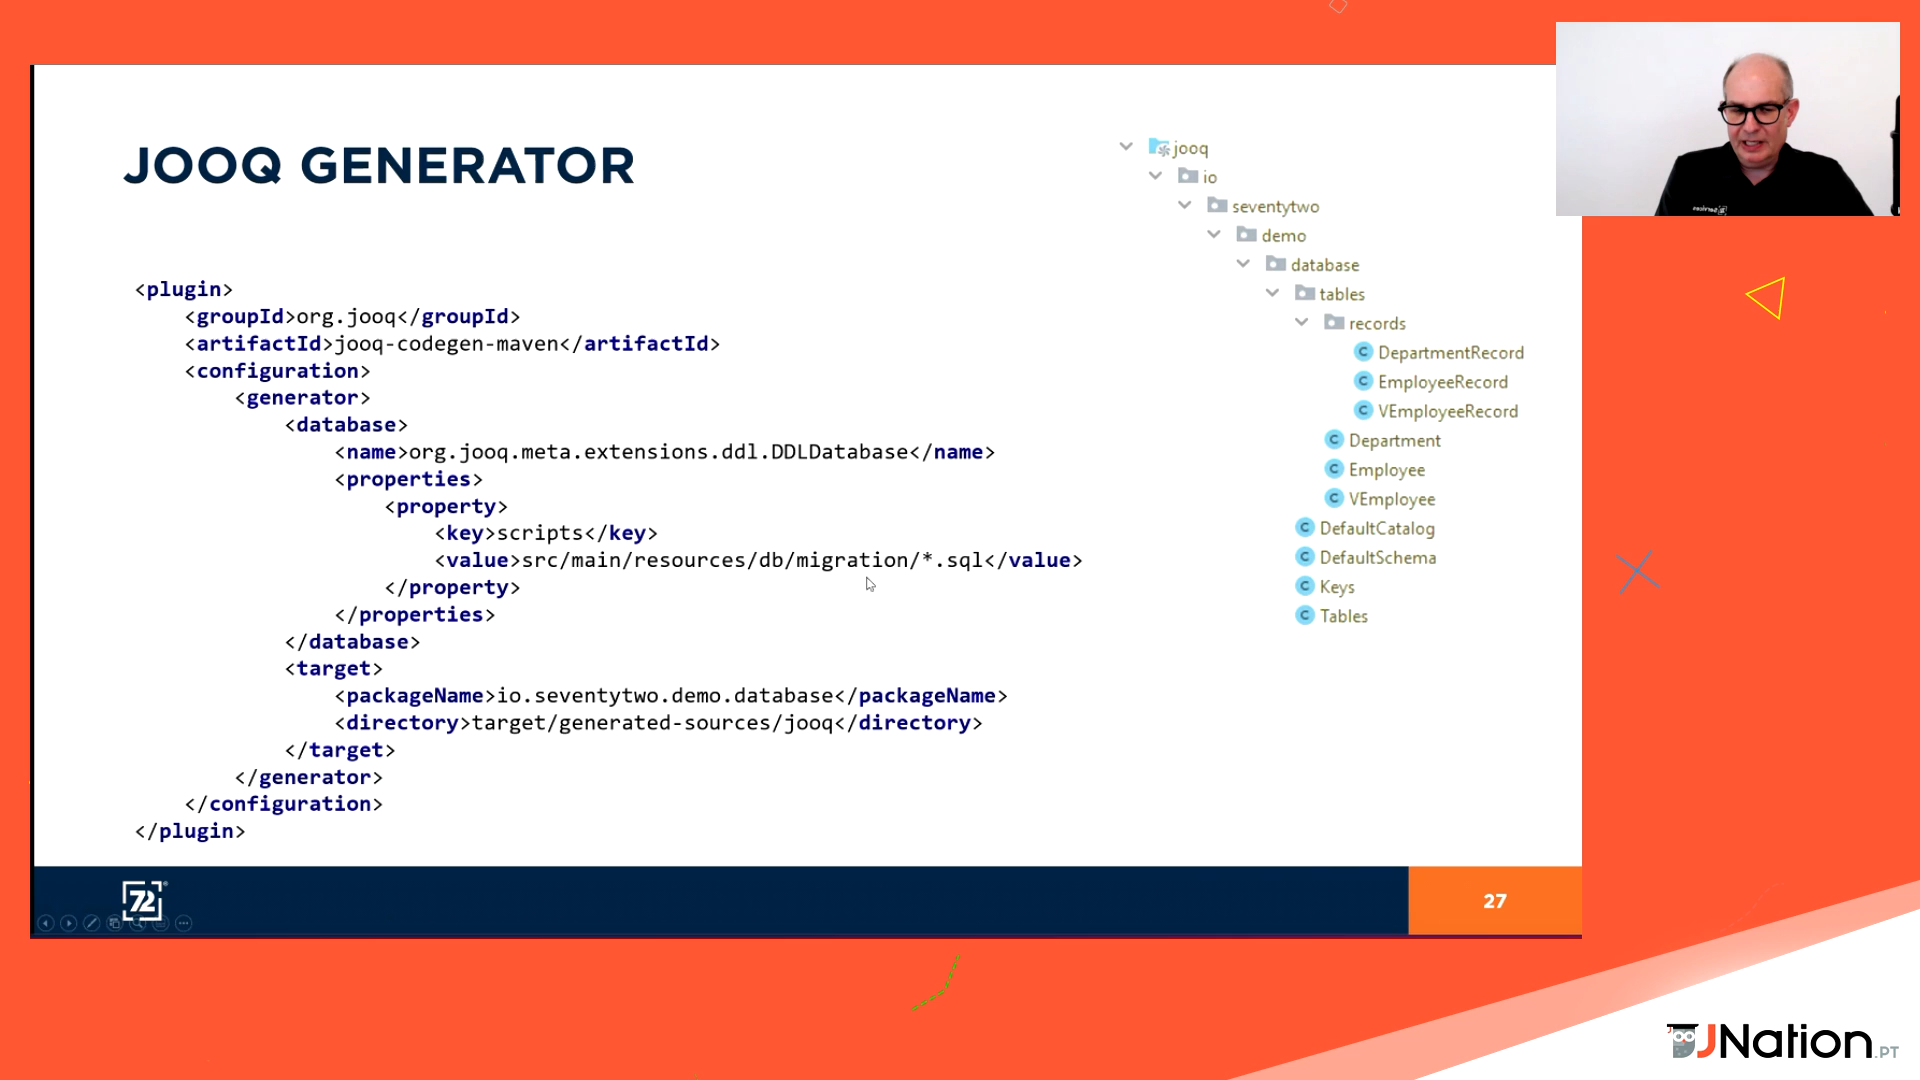 JOOQ GENERATOR
<plugin>
    <groupId>org.jooq</groupId>
    <artifactId>jooq-codegen-maven</artifactId>
    <configuration>
        <generator>
            <database>
                <name>org.jooq.meta.extensions.ddl.DDLDatabase</name>
                <properties>
                    <property>
                        <key>scripts</key>
                        <value>src/main/resources/db/migration/*.sql</value>
                    </property>
                </properties>
            </database>
            <target>
                <packageName>io.seventytwo.demo.database</packageName>
                <directory>target/generated-sources/jooq</directory>
            </target>
        </generator>
    </configuration>
</plugin>
jooq
io
seventytwo
demo
database
tables
records
C DepartmentRecord
C EmployeeRecord
C VEmployeeRecord
C Department
C Employee
C VEmployee
C DefaultCatalog
C DefaultSchema
C Keys
C Tables
72
27
JNation.PT